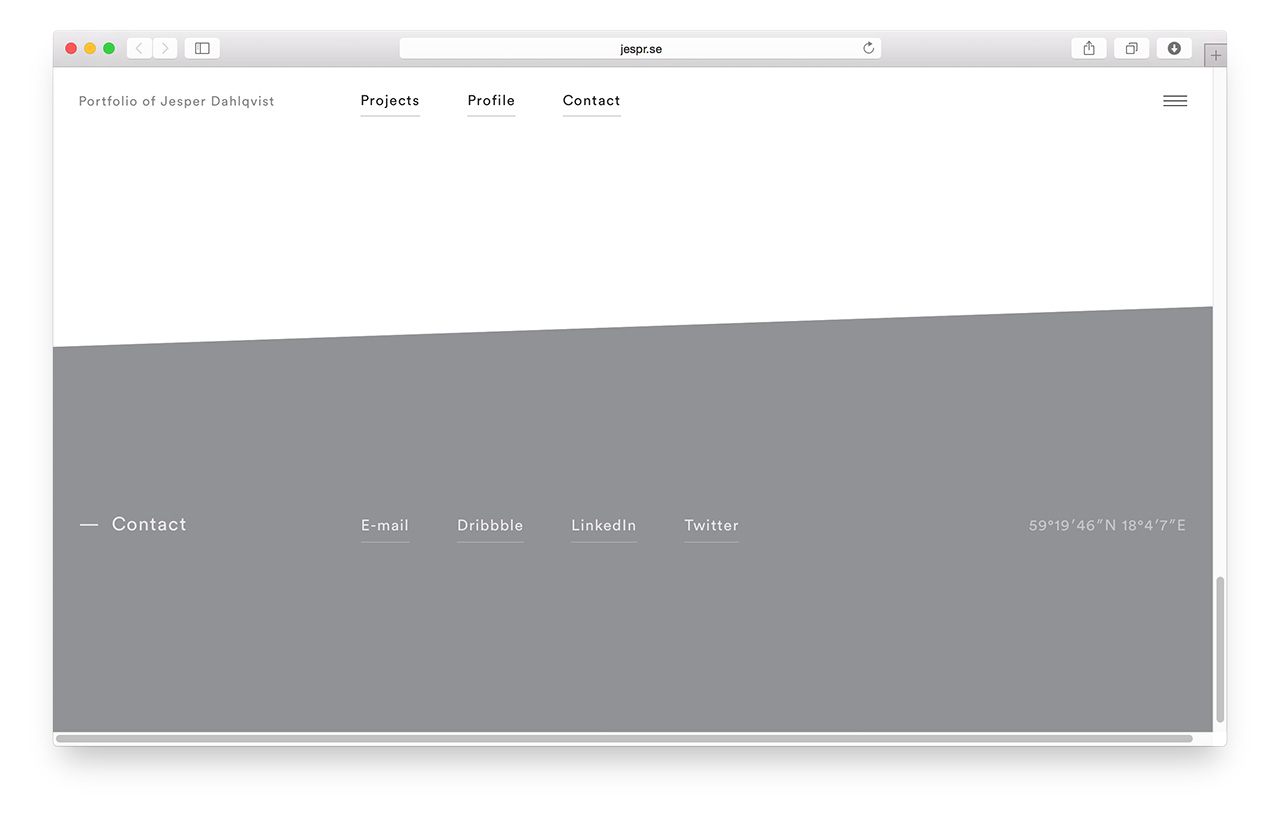 jespr.se
Portfolio of Jesper Dahlqvist Projects Profile Contact
— Contact E-mail Dribbble LinkedIn Twitter 59°19′46″N 18°4′7″E